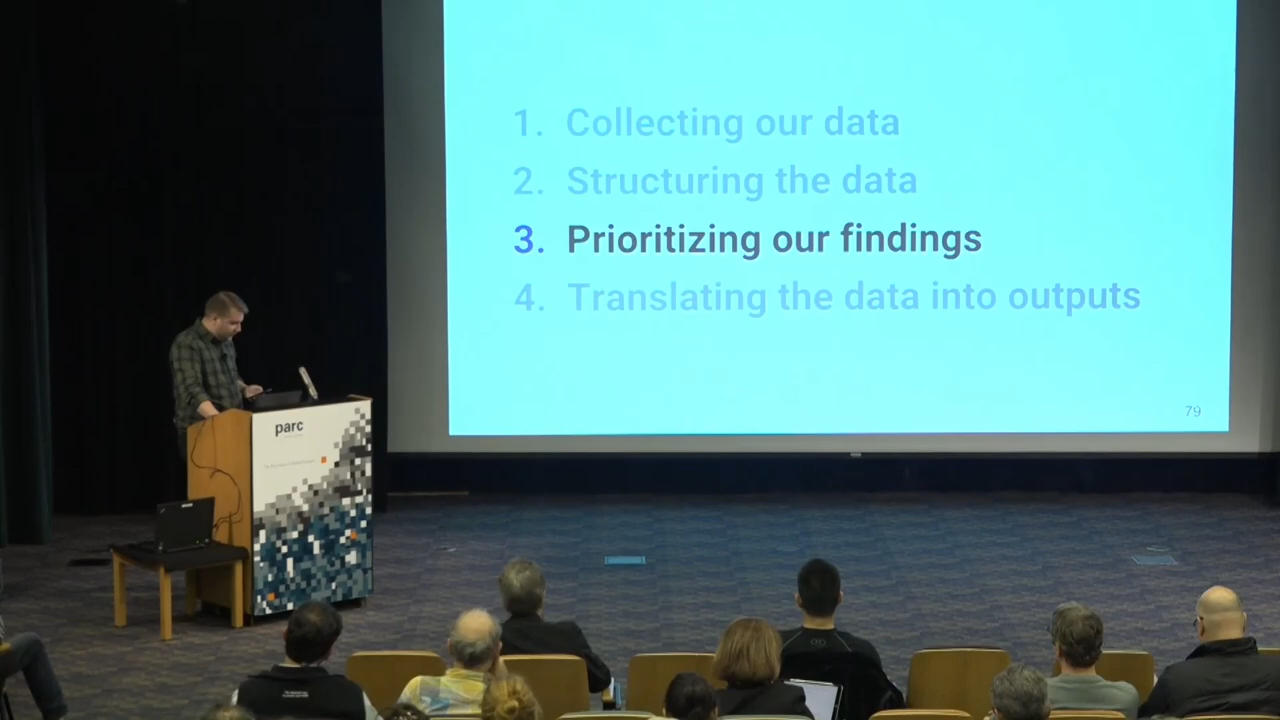 1. Collecting our data
2. Structuring the data
3. Prioritizing our findings
4. Translating the data into outputs
79
parc